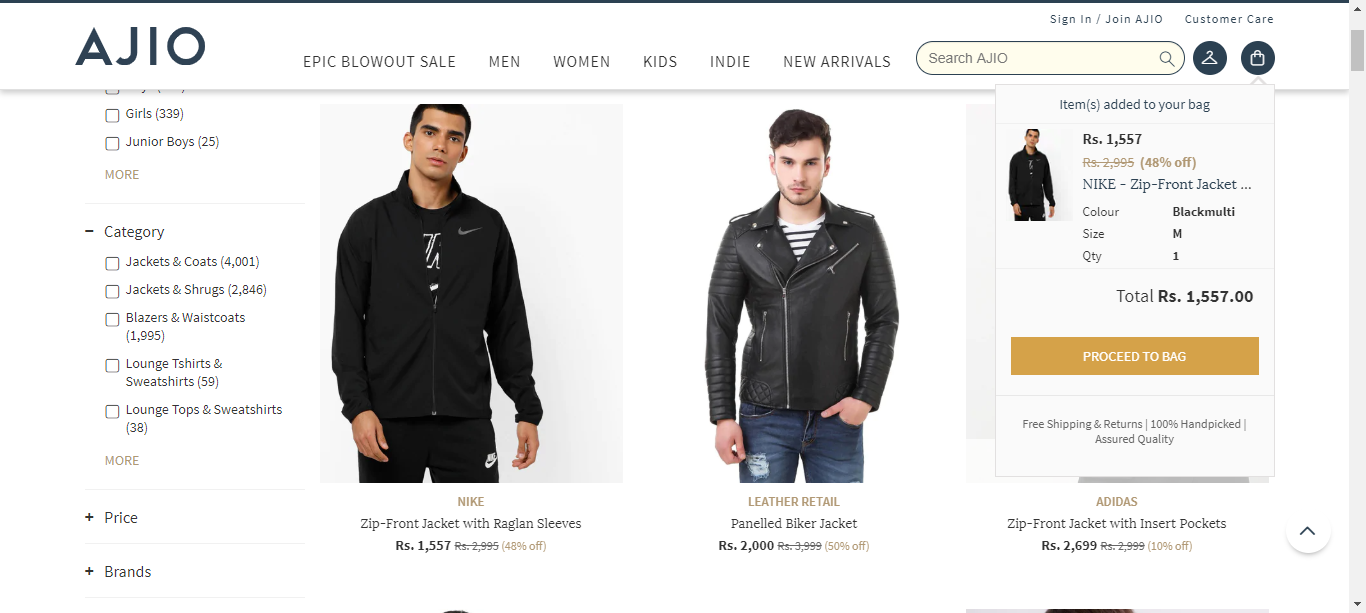 Sign In / Join AJIO
Customer Care
AJIO
EPIC BLOWOUT SALE
MEN
WOMEN
KIDS
INDIE
NEW ARRIVALS
Search AJIO
Girls (339)
Junior Boys (25)
MORE
− Category
Jackets & Coats (4,001)
Jackets & Shrugs (2,846)
Blazers & Waistcoats
(1,995)
Lounge Tshirts &
Sweatshirts (59)
Lounge Tops & Sweatshirts
(38)
MORE
+ Price
+ Brands
NIKE
Zip-Front Jacket with Raglan Sleeves
Rs. 1,557 Rs. 2,995 (48% off)
LEATHER RETAIL
Panelled Biker Jacket
Rs. 2,000 Rs. 3,999 (50% off)
ADIDAS
Zip-Front Jacket with Insert Pockets
Rs. 2,699 Rs. 2,999 (10% off)
Item(s) added to your bag
Rs. 1,557
Rs. 2,995 (48% off)
NIKE - Zip-Front Jacket ...
Colour Blackmulti
Size M
Qty 1
Total Rs. 1,557.00
PROCEED TO BAG
Free Shipping & Returns | 100% Handpicked |
Assured Quality